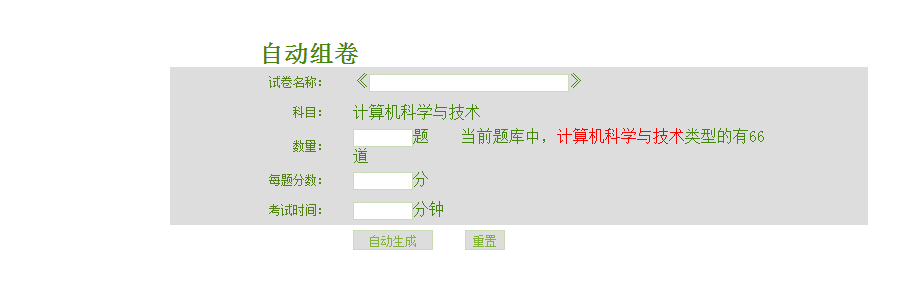 自动组卷
试卷名称： 《 》
科目： 计算机科学与技术
数量： 题 当前题库中，计算机科学与技术类型的有66
道
每题分数： 分
考试时间： 分钟
自动生成 重置